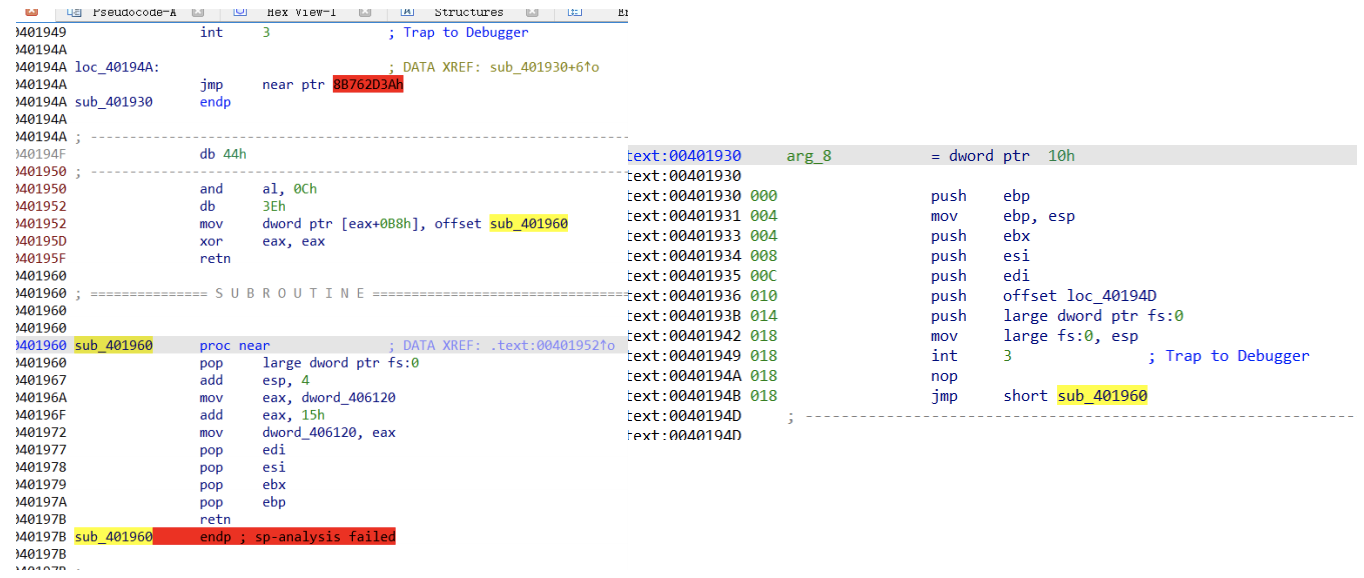 Pseudocode-A Hex View-1 Structures
0401949 int 3 ; Trap to Debugger
040194A
040194A loc_40194A: ; DATA XREF: sub_401930+6↑o
040194A jmp near ptr 8B762D3Ah
040194A sub_401930 endp
040194A
040194A ; ------------------------------------------------------------------
040194F db 44h
0401950 ; ------------------------------------------------------------------
0401950 and al, 0Ch
0401952 db 3Eh
0401952 mov dword ptr [eax+0B8h], offset sub_401960
040195D xor eax, eax
040195F retn
0401960
0401960 ; =============== S U B R O U T I N E ================================
0401960
0401960
0401960 sub_401960 proc near ; DATA XREF: .text:00401952↑o
0401960 pop large dword ptr fs:0
0401967 add esp, 4
040196A mov eax, dword_406120
040196F add eax, 15h
0401972 mov dword_406120, eax
0401977 pop edi
0401978 pop esi
0401979 pop ebx
040197A pop ebp
040197B retn
040197B sub_401960 endp ; sp-analysis failed
040197B
text:00401930 arg_8 = dword ptr 10h
text:00401930
text:00401930 000 push ebp
text:00401931 004 mov ebp, esp
text:00401933 004 push ebx
text:00401934 008 push esi
text:00401935 00C push edi
text:00401936 010 push offset loc_40194D
text:0040193B 014 push large dword ptr fs:0
text:00401942 018 mov large fs:0, esp
text:00401949 018 int 3 ; Trap to Debugger
text:0040194A 018 nop
text:0040194B 018 jmp short sub_401960
text:0040194D ; ------------------------------------------------------------------
text:0040194D